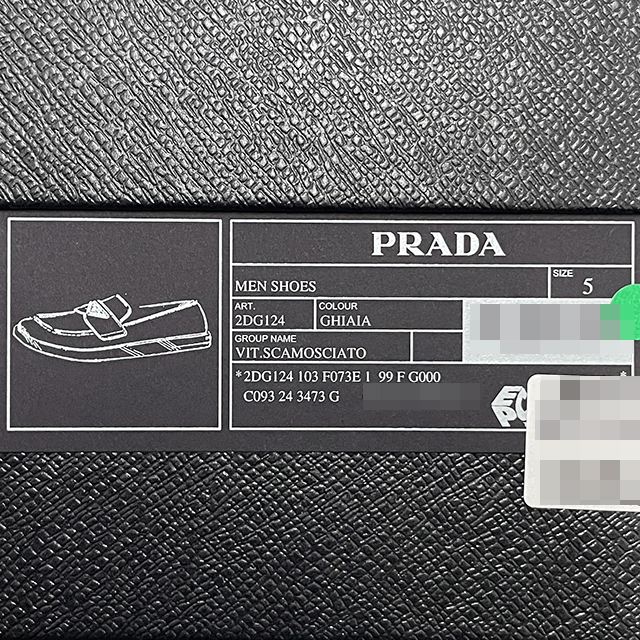 PRADA
MEN SHOES
SIZE
5
ART.
2DG124
COLOUR
GHIAIA
GROUP NAME
VIT.SCAMOSCIATO
*2DG124 103 F073E 1 99 F G000 *
C093 24 3473 G